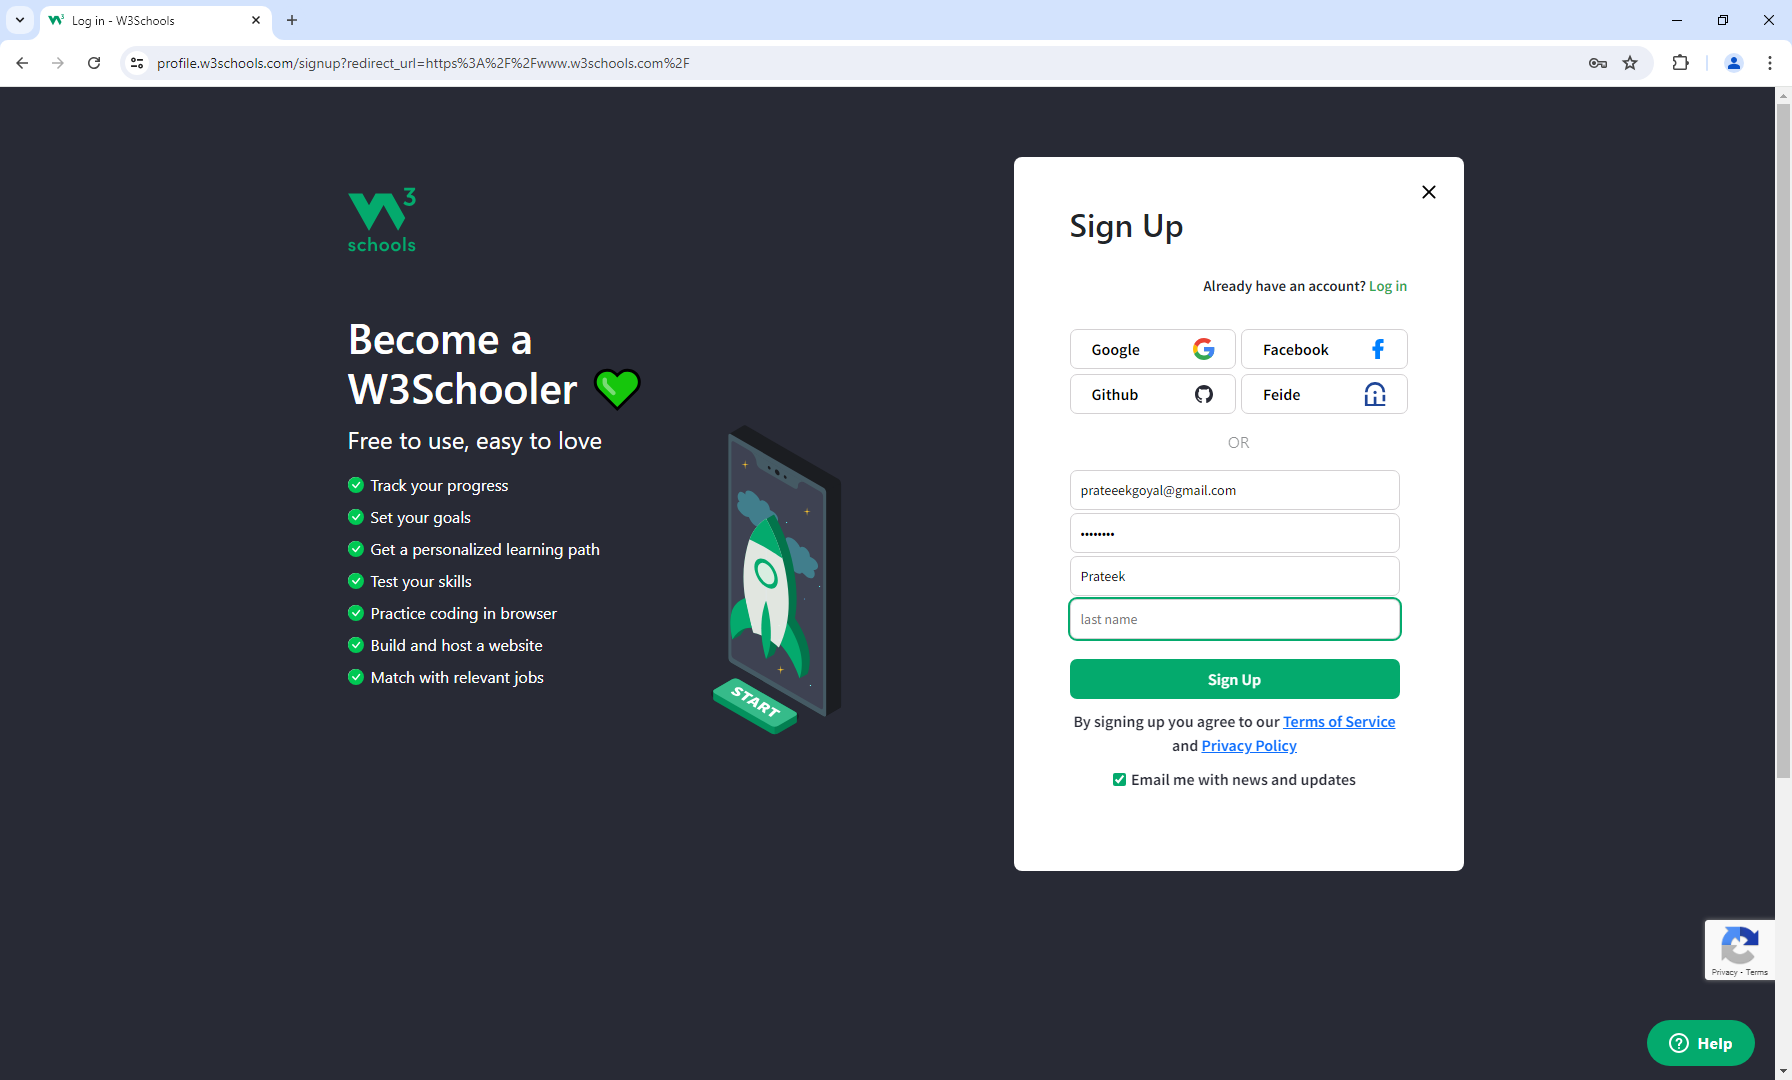 Log in - W3Schools
profile.w3schools.com/signup?redirect_url=https%3A%2F%2Fwww.w3schools.com%2F
3
schools
Become a
W3Schooler
Free to use, easy to love
Track your progress
Set your goals
Get a personalized learning path
Test your skills
Practice coding in browser
Build and host a website
Match with relevant jobs
START
Sign Up
Already have an account? Log in
Google
Facebook
Github
Feide
OR
prateeekgoyal@gmail.com
••••••••
Prateek
last name
Sign Up
By signing up you agree to our Terms of Service
and Privacy Policy
Email me with news and updates
Privacy - Terms
Help